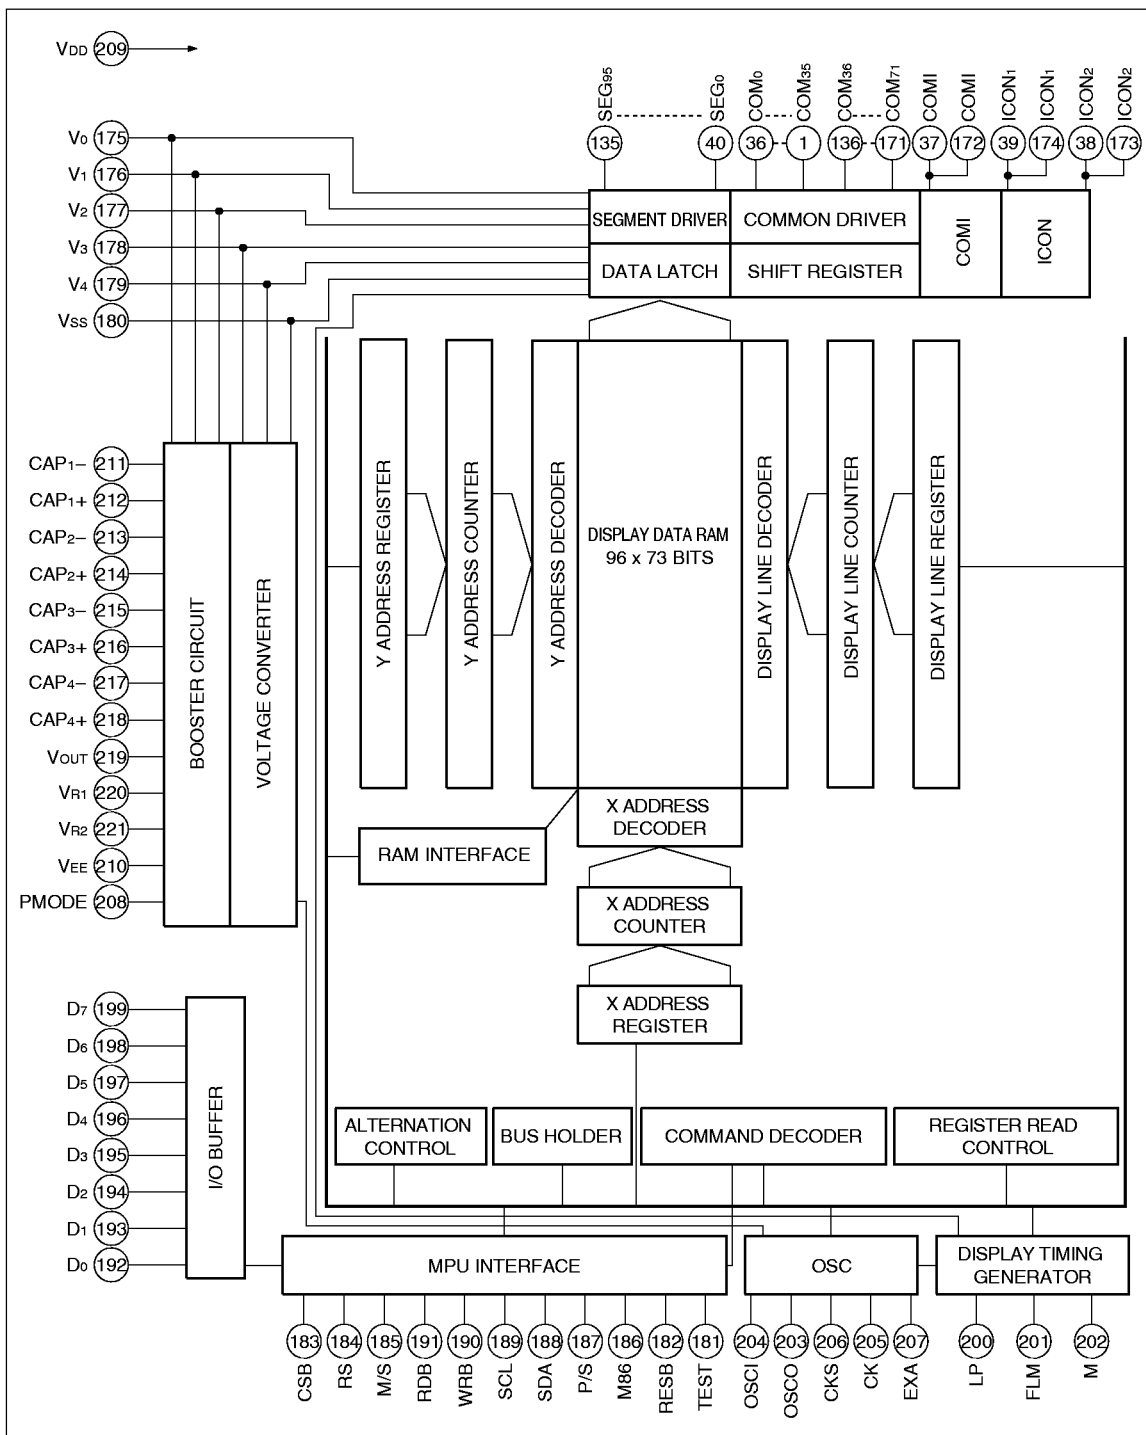 VDD 209
SEG95
SEG0
COM0
COM35
COM36
COM71
COMI
COMI
ICON1
ICON1
ICON2
ICON2
135
40
36
1
136
171
37
172
39
174
38
173
V0 175
V1 176
V2 177
V3 178
V4 179
VSS 180
SEGMENT DRIVER
COMMON DRIVER
DATA LATCH
SHIFT REGISTER
COMI
ICON
CAP1− 211
CAP1+ 212
CAP2− 213
CAP2+ 214
CAP3− 215
CAP3+ 216
CAP4− 217
CAP4+ 218
VOUT 219
VR1 220
VR2 221
VEE 210
PMODE 208
BOOSTER CIRCUIT
VOLTAGE CONVERTER
Y ADDRESS REGISTER
Y ADDRESS COUNTER
Y ADDRESS DECODER
DISPLAY DATA RAM
96 x 73 BITS
DISPLAY LINE DECODER
DISPLAY LINE COUNTER
DISPLAY LINE REGISTER
RAM INTERFACE
X ADDRESS
DECODER
X ADDRESS
COUNTER
X ADDRESS
REGISTER
D7 199
D6 198
D5 197
D4 196
D3 195
D2 194
D1 193
D0 192
I/O BUFFER
ALTERNATION
CONTROL
BUS HOLDER
COMMAND DECODER
REGISTER READ
CONTROL
MPU INTERFACE
OSC
DISPLAY TIMING
GENERATOR
183
184
185
191
190
189
188
187
186
182
181
204
203
206
205
207
200
201
202
CSB
RS
M/S
RDB
WRB
SCL
SDA
P/S
M86
RESB
TEST
OSCI
OSCO
CKS
CK
EXA
LP
FLM
M